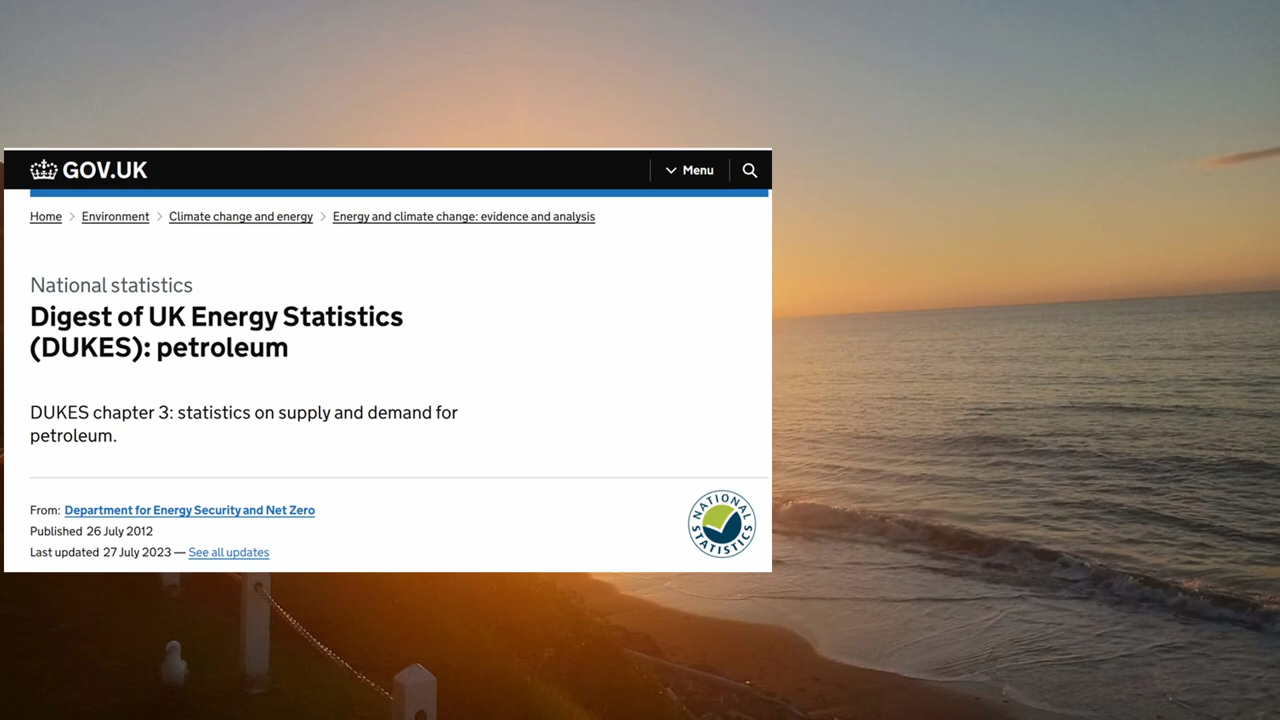 GOV.UK
Menu
Home
Environment
Climate change and energy
Energy and climate change: evidence and analysis
National statistics
Digest of UK Energy Statistics
(DUKES): petroleum
DUKES chapter 3: statistics on supply and demand for
petroleum.
From: Department for Energy Security and Net Zero
Published 26 July 2012
Last updated 27 July 2023 — See all updates
NATIONAL STATISTICS